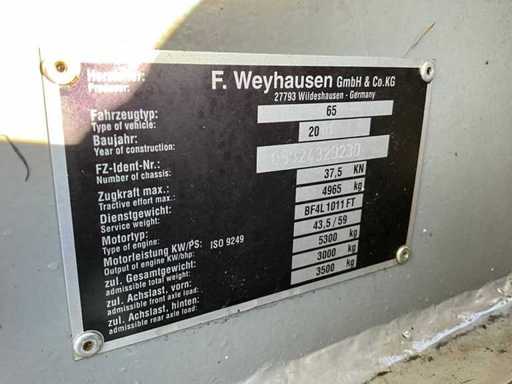 Hersteller: F. Weyhausen GmbH & Co.KG
Producer: 27793 Wildeshausen - Germany
Fahrzeugtyp: 65
Type of vehicle:
Baujahr: 20
Year of construction:
FZ-Ident-Nr.:
Number of chassis:
Zugkraft max.: 37,5 KN
Tractive effort max.:
Dienstgewicht: 4965 kg
Service weight:
Motortyp: BF4L1011FT
Type of engine:
Motorleistung KW/PS: ISO 9249 43,5 / 59
Output of engine KW/bhp:
zul. Gesamtgewicht: 5300 kg
admissible total weight:
zul. Achslast, vorn: 3000 kg
admissible front axle load:
zul. Achslast, hinten: 3500 kg
admissible rear axle load: